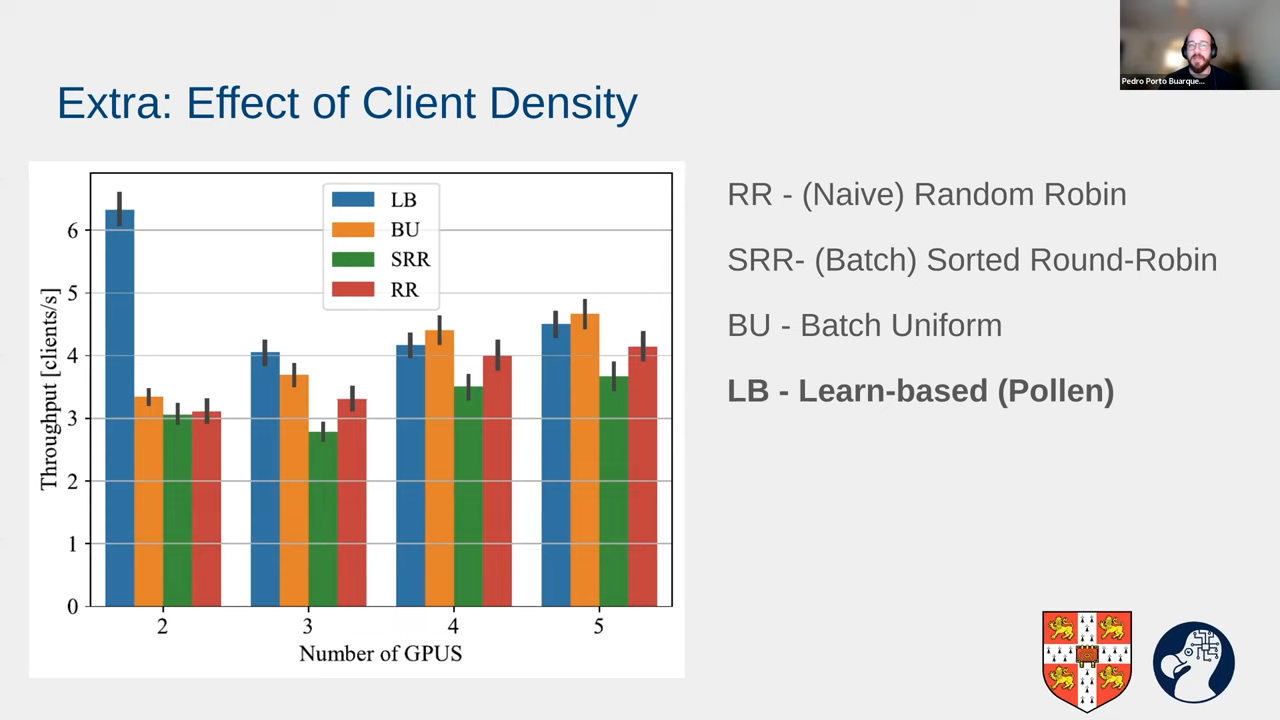 Pedro Porto Buarque...
Extra: Effect of Client Density
LB
BU
SRR
RR
6
5
4
3
2
1
0
Throughput [clients/s]
2
3
4
5
Number of GPUS
RR - (Naive) Random Robin
SRR- (Batch) Sorted Round-Robin
BU - Batch Uniform
LB - Learn-based (Pollen)